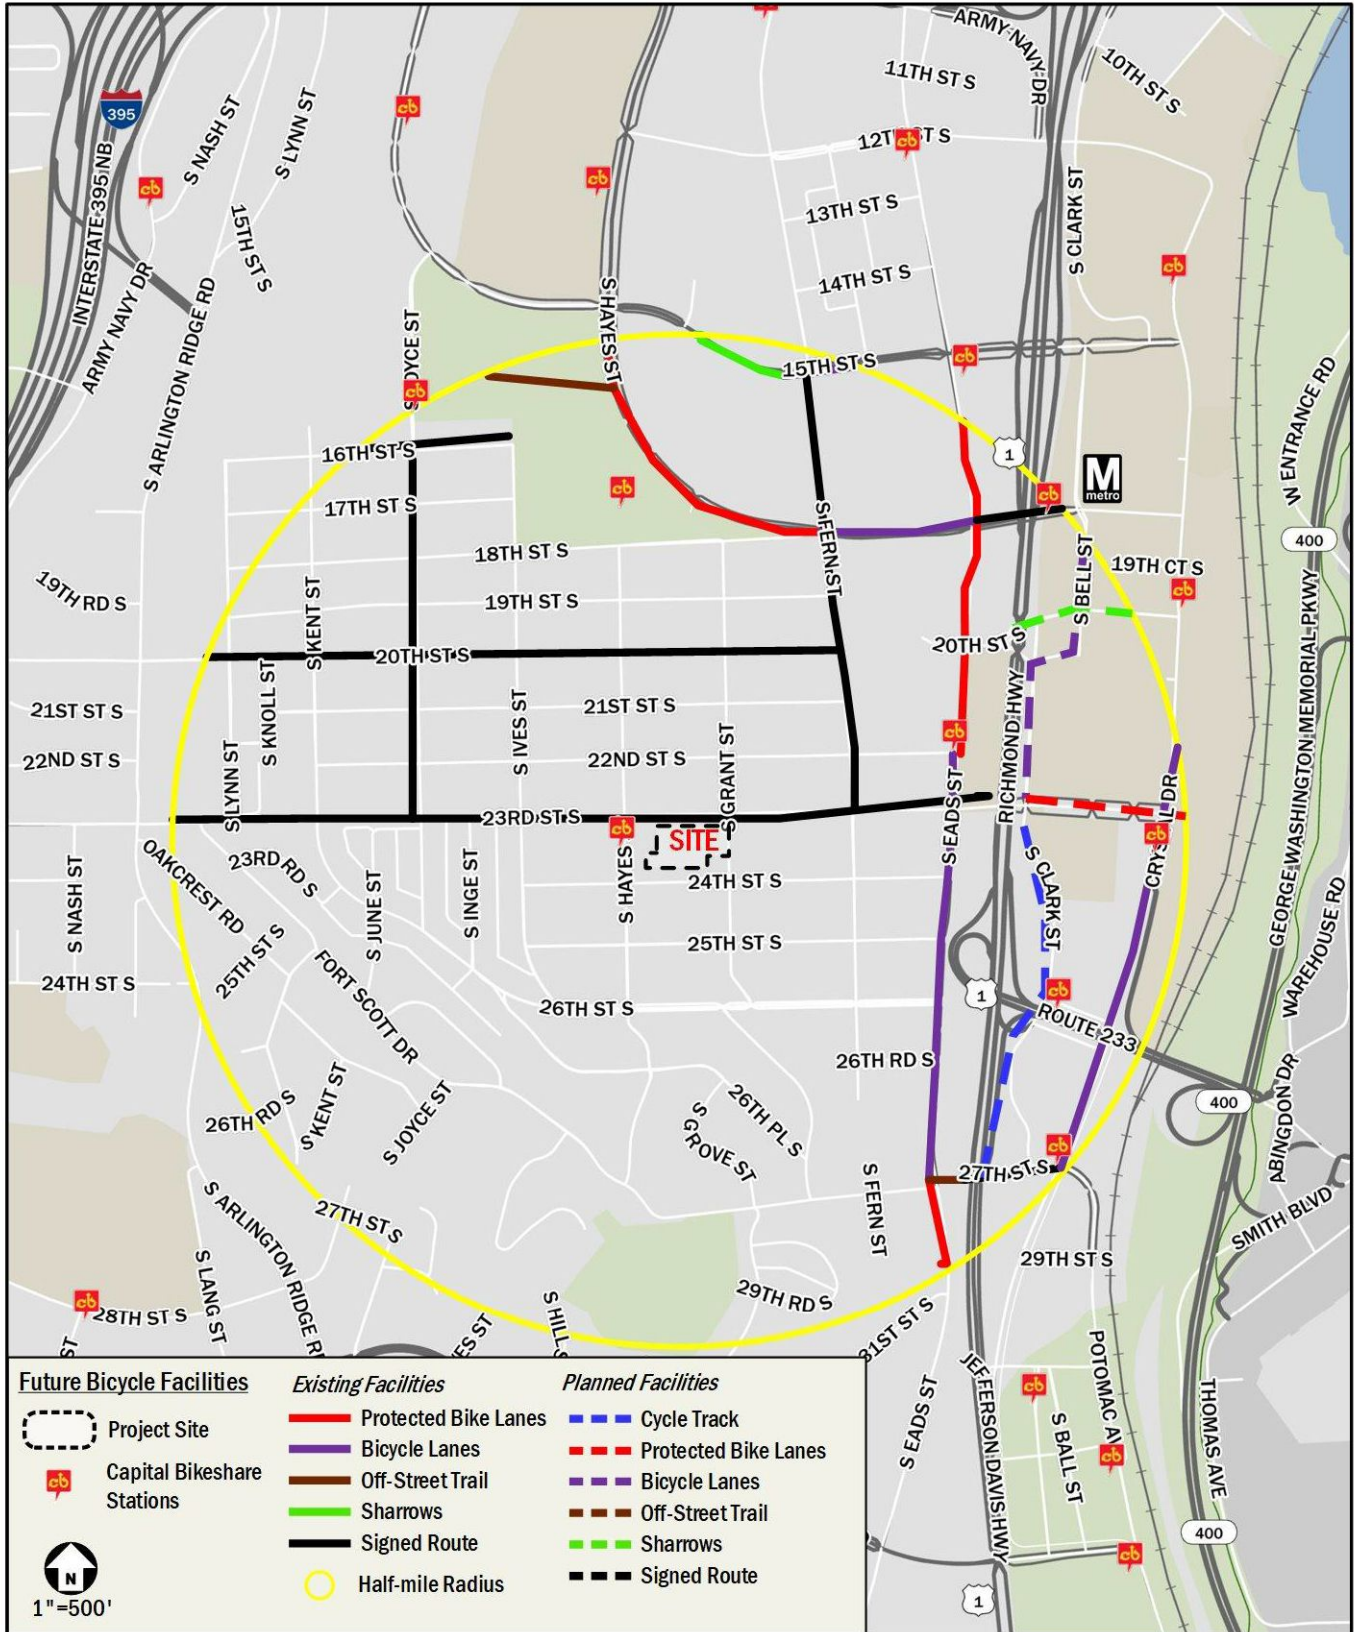 ARMY NAVY DR
10TH ST S
11TH ST S
12TH ST S
395
S NASH ST
S LYNN ST
INTERSTATE 395 NB
15TH ST S
13TH ST S
S CLARK ST
ARMY NAVY DR
S ARLINGTON RIDGE RD
14TH ST S
S HAYES ST
S JOYCE ST
15TH ST S
W ENTRANCE RD
16TH ST S
1
M
metro
17TH ST S
S FERN ST
400
18TH ST S
19TH RD S
S KENT ST
19TH ST S
S BELL ST
19TH CT S
20TH ST S
20TH ST S
GEORGE WASHINGTON MEMORIAL PKWY
21ST ST S
S KNOLL ST
S IVES ST
21ST ST S
RICHMOND HWY
22ND ST S
S LYNN ST
22ND ST S
S GRANT ST
S EADS ST
CRYSTAL DR
23RD ST S
SITE
OAKCREST RD
23RD RD S
S NASH ST
S JUNE ST
S INGE ST
S HAYES
24TH ST S
S CLARK ST
WAREHOUSE RD
25TH ST S
25TH ST S
24TH ST S
FORT SCOTT DR
26TH ST S
1
ROUTE 233
26TH RD S
400
ABINGDON DR
26TH RD S
S KENT ST
S JOYCE ST
S GROVE ST
26TH PL S
27TH ST S
S FERN ST
S ARLINGTON RIDGE RD
27TH ST S
SMITH BLVD
S LANG ST
29TH ST S
29TH RD S
28TH ST S
S HILL S
31ST ST S
JEFFERSON DAVIS HWY
POTOMAC AV
THOMAS AVE
S EADS ST
S BALL ST
400
1
Future Bicycle Facilities
Project Site
cb
Capital Bikeshare
Stations
N
1"=500'
Existing Facilities
Protected Bike Lanes
Bicycle Lanes
Off-Street Trail
Sharrows
Signed Route
Half-mile Radius
Planned Facilities
Cycle Track
Protected Bike Lanes
Bicycle Lanes
Off-Street Trail
Sharrows
Signed Route